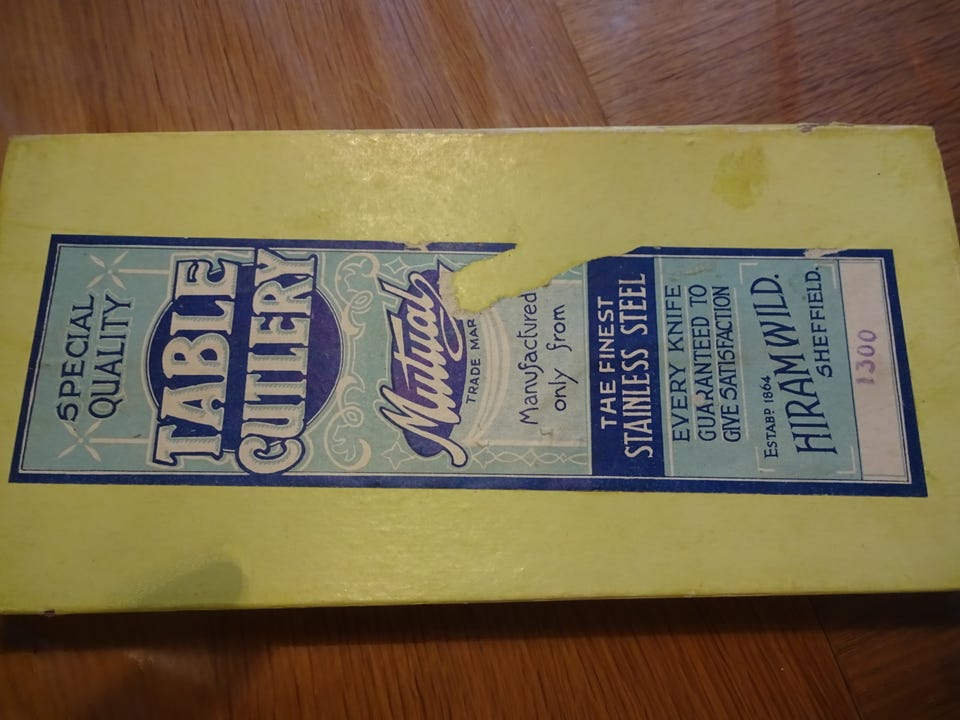 SPECIAL
QUALITY
TABLE
CUTLERY
Mutual
TRADE MAR
Manufactured
only from
THE FINEST
STAINLESS STEEL
EVERY KNIFE
GUARANTEED TO
GIVE SATISFACTION
ESTABD. 1864
HIRAM WILD.
SHEFFIELD.
1300